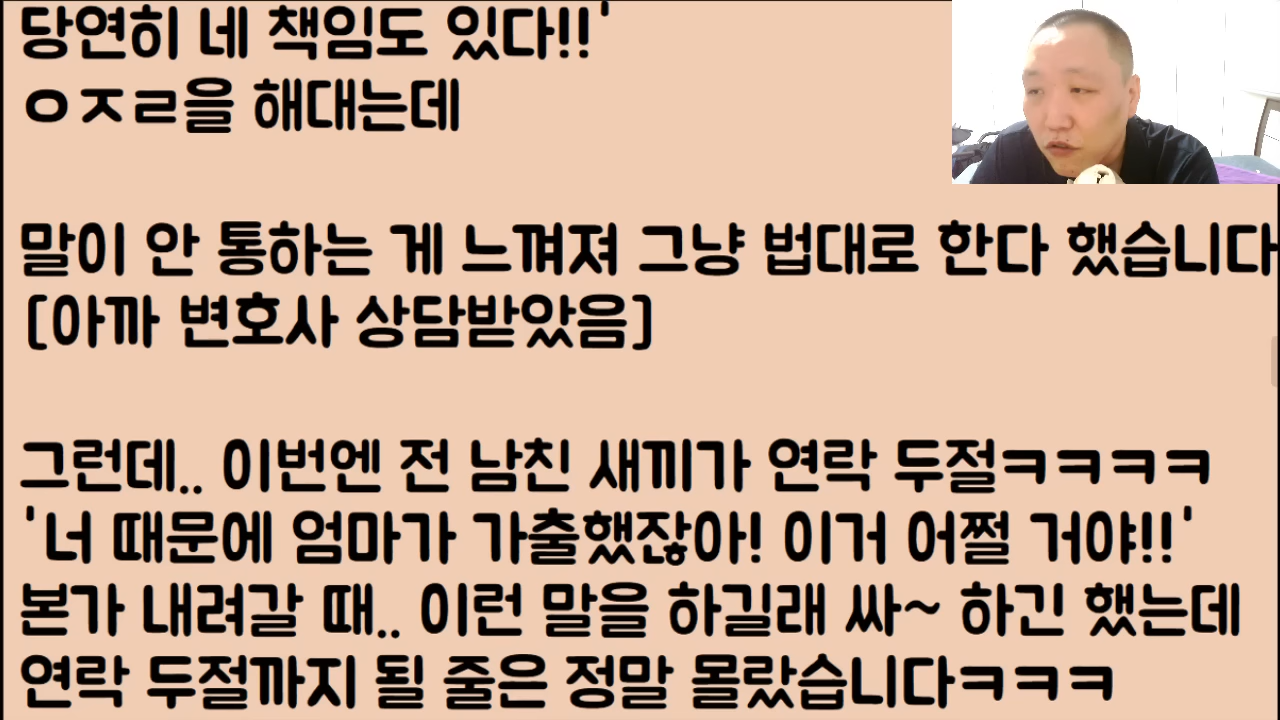 당연히 네 책임도 있다!!'
ㅇㅈㄹ을 해대는데
말이 안 통하는 게 느껴져 그냥 법대로 한다 했습니다
[아까 변호사 상담받았음]
그런데.. 이번엔 전 남친 새끼가 연락 두절ㅋㅋㅋㅋ
'너 때문에 엄마가 가출했잖아! 이거 어쩔 거야!!'
본가 내려갈 때.. 이런 말을 하길래 싸~ 하긴 했는데
연락 두절까지 될 줄은 정말 몰랐습니다ㅋㅋㅋ